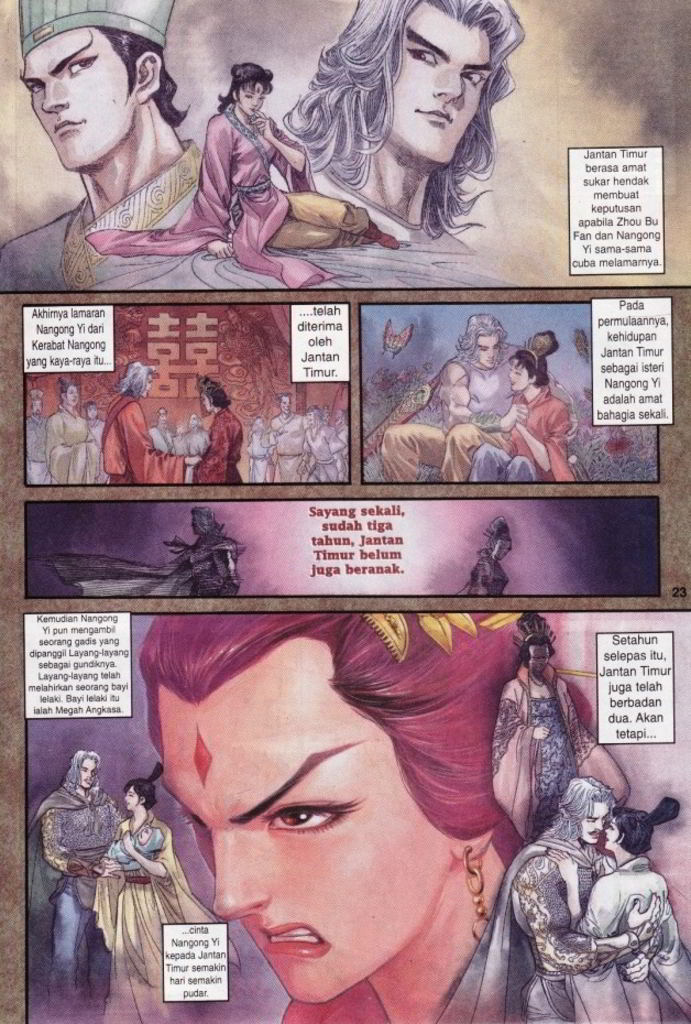 Jantan Timur
berasa amat
sukar hendak
membuat
keputusan
apabila Zhou Bu
Fan dan Nangong
Yi sama-sama
cuba melamarnya.
Akhirnya lamaran
Nangong Yi dari
Kerabat Nangong
yang kaya-raya itu...
....telah
diterima
oleh
Jantan
Timur.
Pada
permulaannya,
kehidupan
Jantan Timur
sebagai isteri
Nangong Yi
adalah amat
bahagia sekali.
Sayang sekali,
sudah tiga
tahun, Jantan
Timur belum
juga beranak.
23
Kemudian Nangong
Yi pun mengambil
seorang gadis yang
dipanggil Layang-layang
sebagai gundiknya.
Layang-layang telah
melahirkan seorang bayi
lelaki. Bayi lelaki itu
ialah Megah Angkasa.
Setahun
selepas itu,
Jantan Timur
juga telah
berbadan
dua. Akan
tetapi...
...cinta
Nangong Yi
kepada Jantan
Timur semakin
hari semakin
pudar.
囍